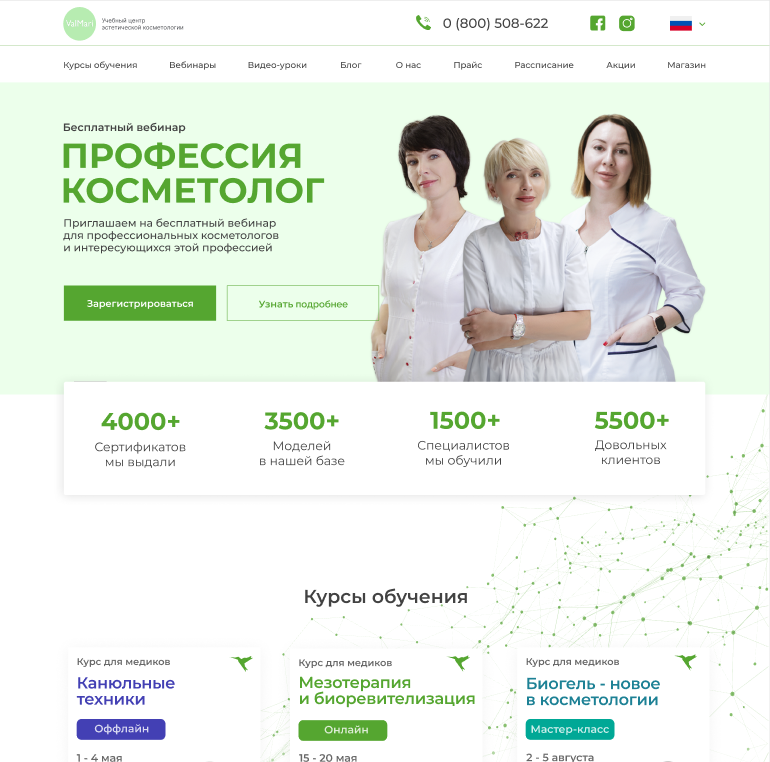 ValMari
Учебный центр
эстетической косметологии
0 (800) 508-622
Курсы обучения
Вебинары
Видео-уроки
Блог
О нас
Прайс
Рассписание
Акции
Магазин
Бесплатный вебинар
ПРОФЕССИЯ
КОСМЕТОЛОГ
Приглашаем на бесплатный вебинар
для профессиональных косметологов
и интересующихся этой профессией
Зарегистрироваться
Узнать подробнее
4000+
Сертификатов
мы выдали
3500+
Моделей
в нашей базе
1500+
Специалистов
мы обучили
5500+
Довольных
клиентов
Курсы обучения
Курс для медиков
Канюльные
техники
Оффлайн
1 - 4 мая
Курс для медиков
Мезотерапия
и биоревитализация
Онлайн
15 - 20 мая
Курс для медиков
Биогель - новое
в косметологии
Мастер-класс
2 - 5 августа